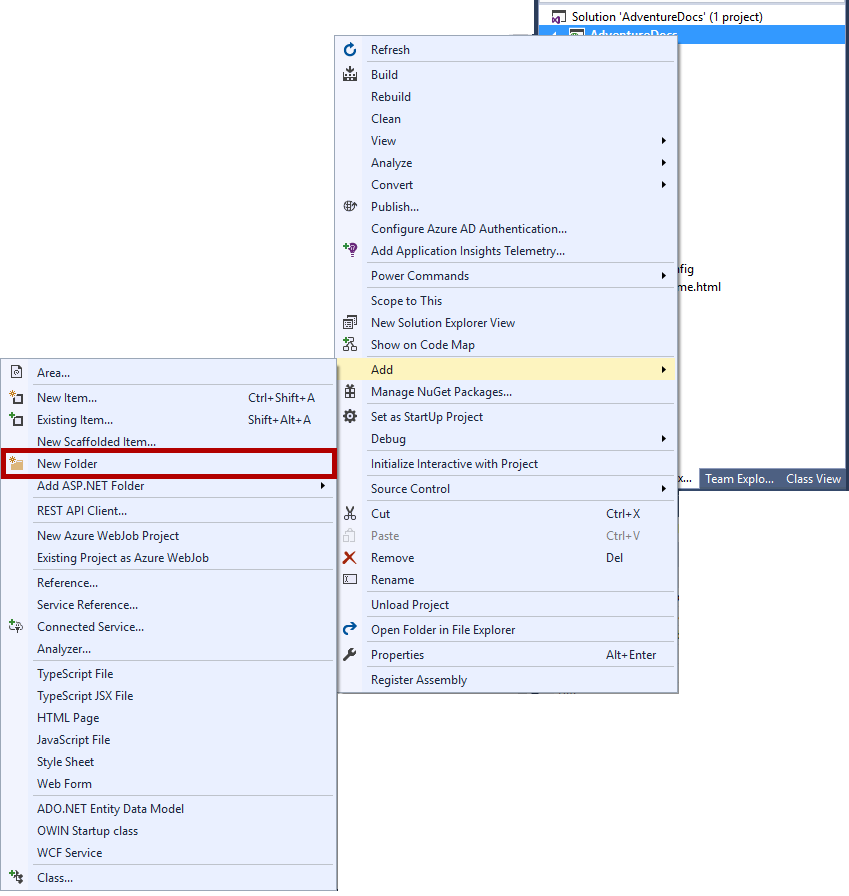 Solution 'AdventureDocs' (1 project)
AdventureDocs
Refresh
Build
Rebuild
Clean
View
Analyze
Convert
Publish...
Configure Azure AD Authentication...
Add Application Insights Telemetry...
Power Commands
Scope to This
New Solution Explorer View
Show on Code Map
Add
Manage NuGet Packages...
Set as StartUp Project
Debug
Initialize Interactive with Project
Source Control
Cut Ctrl+X
Paste Ctrl+V
Remove Del
Rename
Unload Project
Open Folder in File Explorer
Properties Alt+Enter
Register Assembly
Area...
New Item... Ctrl+Shift+A
Existing Item... Shift+Alt+A
New Scaffolded Item...
New Folder
Add ASP.NET Folder
REST API Client...
New Azure WebJob Project
Existing Project as Azure WebJob
Reference...
Service Reference...
Connected Service...
Analyzer...
TypeScript File
TypeScript JSX File
HTML Page
JavaScript File
Style Sheet
Web Form
ADO.NET Entity Data Model
OWIN Startup class
WCF Service
Class...
nfig
me.html
x... Team Explo... Class View